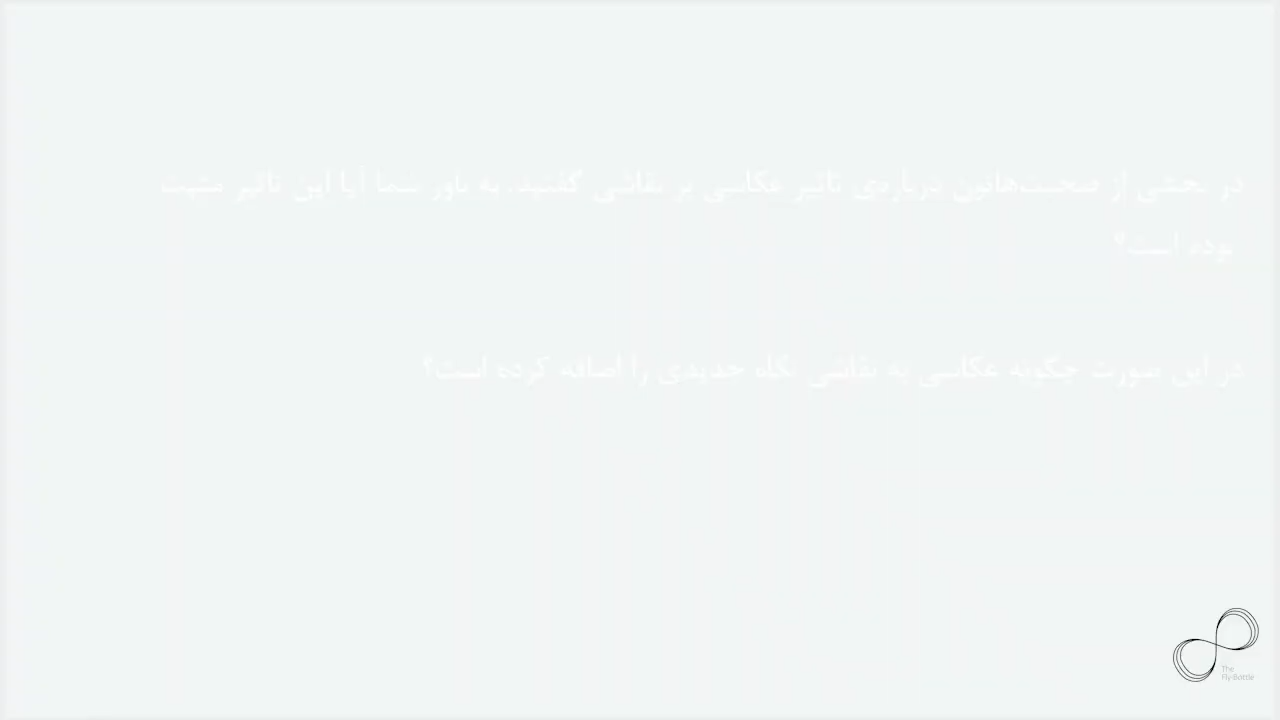 در بخشی از صحبت‌هاتون درباره‌ی تاثیر عکاسی بر نقاشی گفتید. به باور شما آیا این تاثیر مثبت
بوده است؟
در این صورت چگونه عکاسی به نقاشی نگاه جدیدی را اضافه کرده است؟
The
Fly Bottle